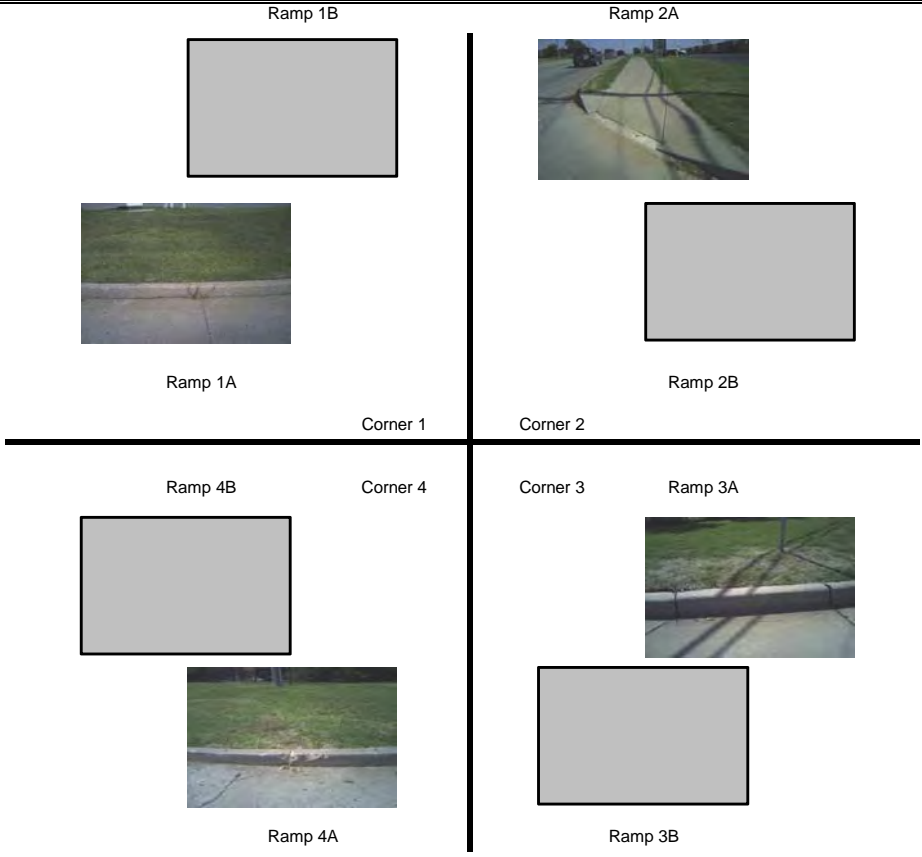 Ramp 1B
Ramp 2A
Ramp 1A
Ramp 2B
Corner 1
Corner 2
Ramp 4B
Corner 4
Corner 3
Ramp 3A
Ramp 4A
Ramp 3B